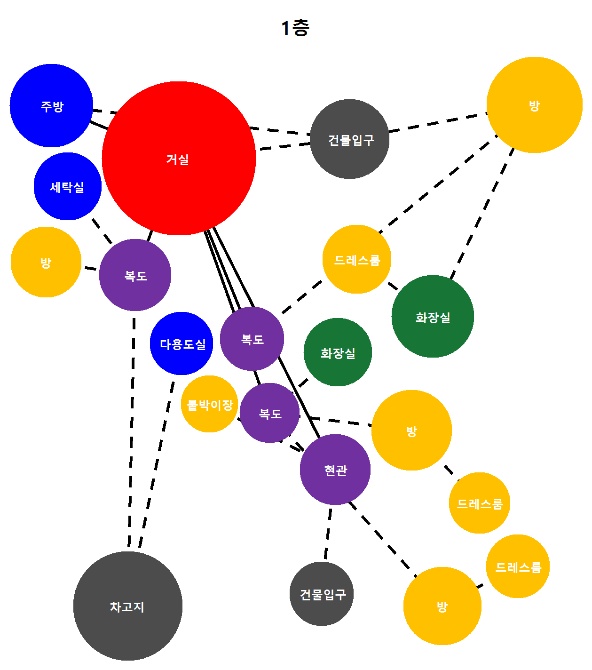 1층
주방
거실
건물입구
방
세탁실
방
복도
드레스룸
화장실
다용도실
복도
화장실
붙박이장
복도
방
현관
드레스룸
차고지
건물입구
방
드레스룸